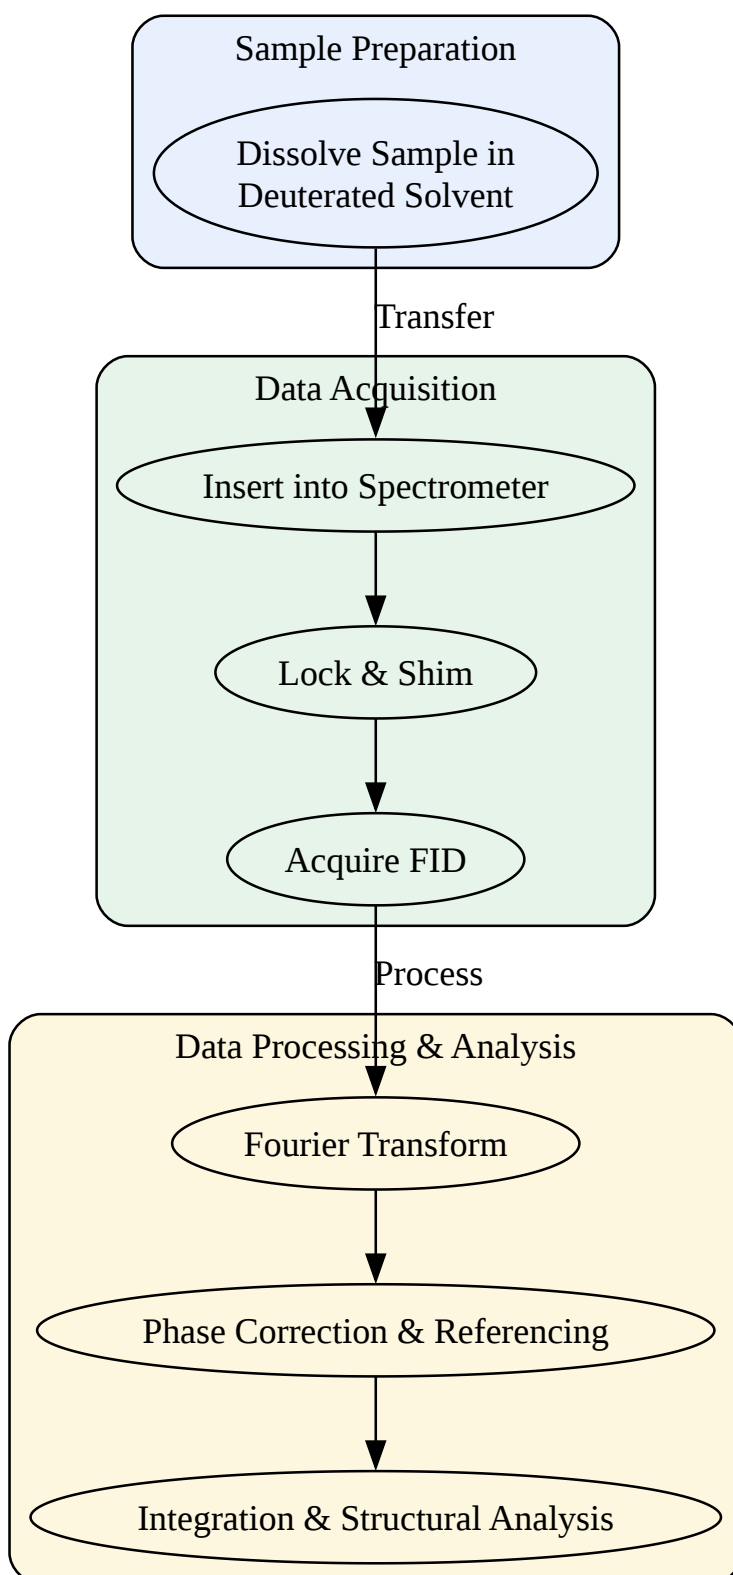 Sample Preparation
Dissolve Sample in
Deuterated Solvent
Transfer
Data Acquisition
Insert into Spectrometer
Lock & Shim
Acquire FID
Process
Data Processing & Analysis
Fourier Transform
Phase Correction & Referencing
Integration & Structural Analysis